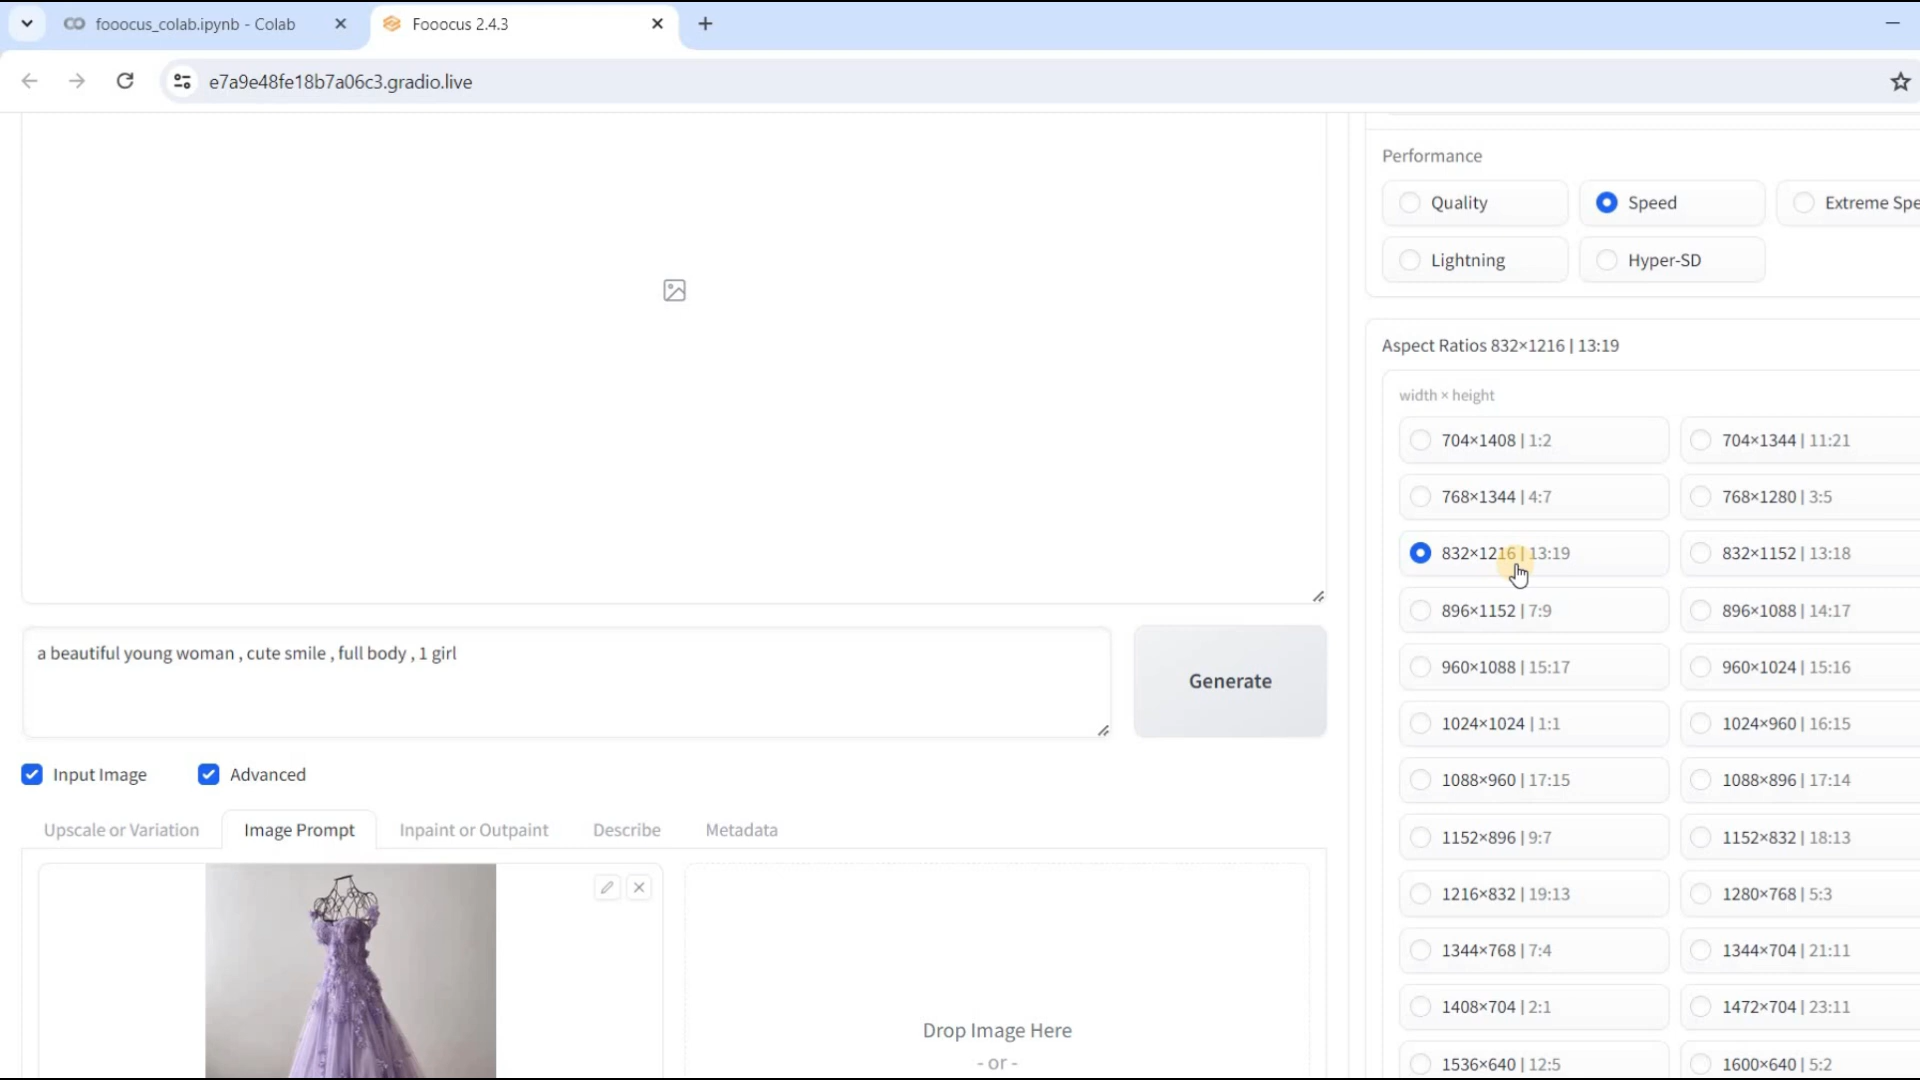 fooocus_colab.ipynb - Colab
Fooocus 2.4.3
e7a9e48fe18b7a06c3.gradio.live
Performance
Quality
Speed
Extreme Spe
Lightning
Hyper-SD
Aspect Ratios 832×1216 | 13:19
width × height
704×1408 | 1:2
704×1344 | 11:21
768×1344 | 4:7
768×1280 | 3:5
832×1216 | 13:19
832×1152 | 13:18
896×1152 | 7:9
896×1088 | 14:17
960×1088 | 15:17
960×1024 | 15:16
1024×1024 | 1:1
1024×960 | 16:15
1088×960 | 17:15
1088×896 | 17:14
1152×896 | 9:7
1152×832 | 18:13
1216×832 | 19:13
1280×768 | 5:3
1344×768 | 7:4
1344×704 | 21:11
1408×704 | 2:1
1472×704 | 23:11
1536×640 | 12:5
1600×640 | 5:2
a beautiful young woman , cute smile , full body , 1 girl
Generate
Input Image
Advanced
Upscale or Variation
Image Prompt
Inpaint or Outpaint
Describe
Metadata
Drop Image Here
- or -